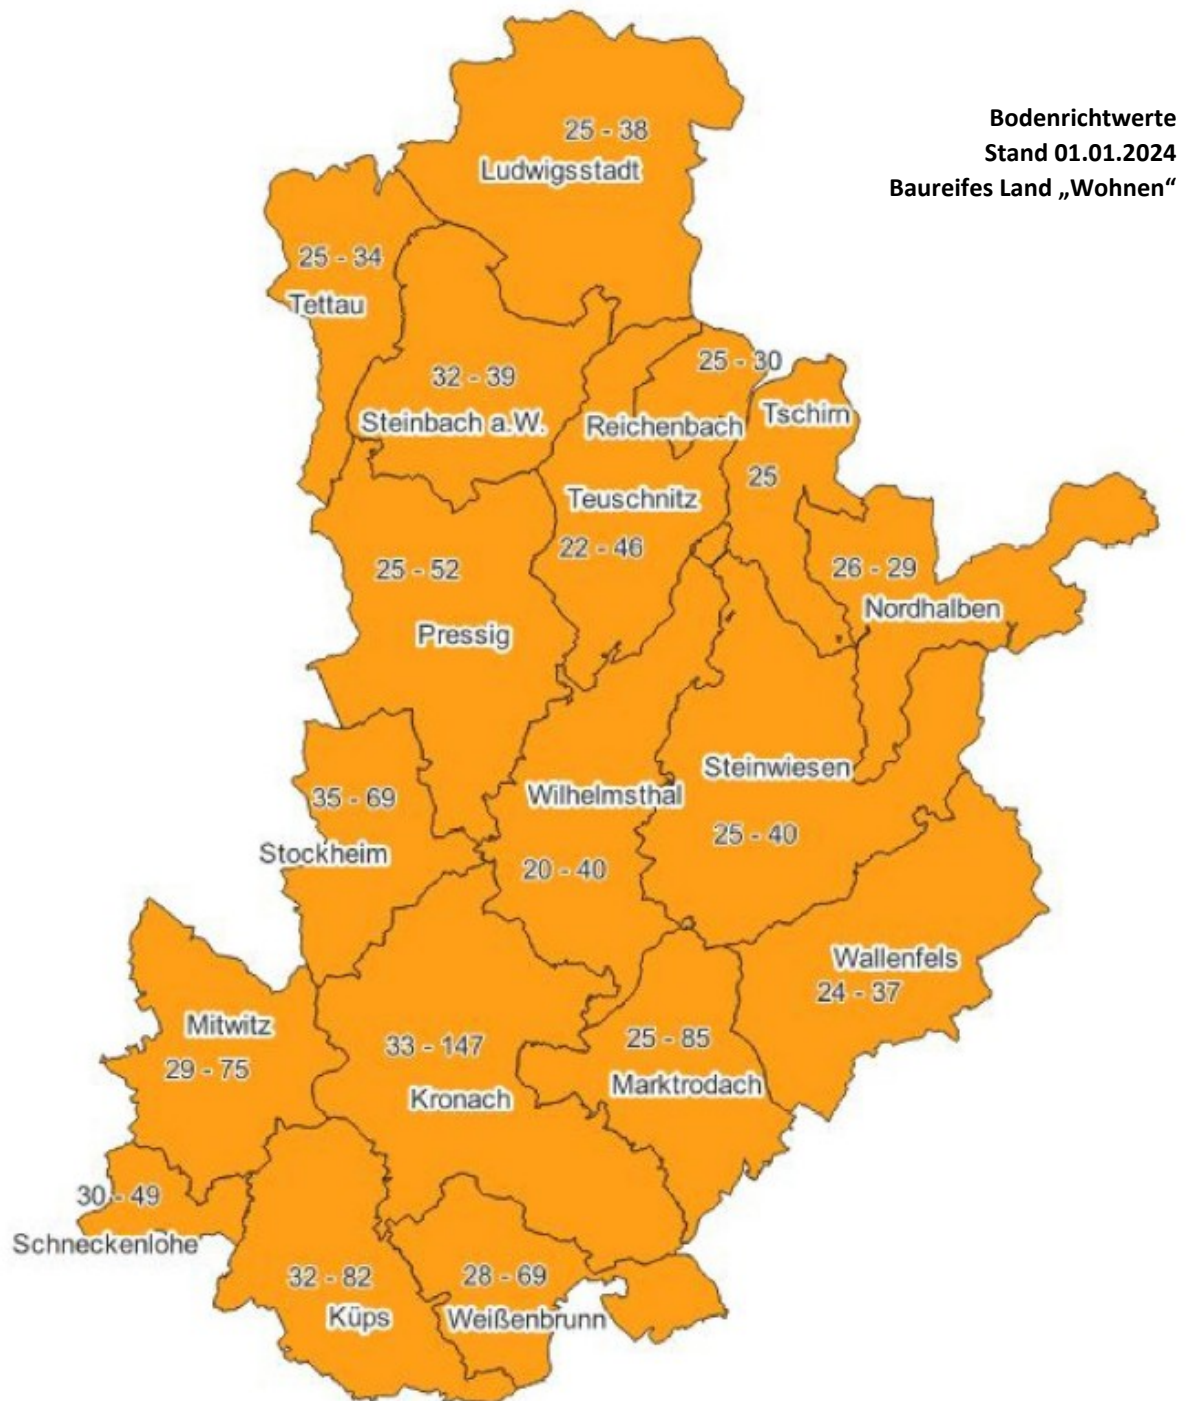 Bodenrichtwerte
Stand 01.01.2024
Baureifes Land „Wohnen“
25 - 38
Ludwigsstadt
25 - 34
Tettau
32 - 39
Steinbach a.W.
25 - 30
Reichenbach
Tschirn
25
Teuschnitz
22 - 46
25 - 52
Pressig
26 - 29
Nordhalben
35 - 69
Stockheim
Wilhelmsthal
20 - 40
Steinwiesen
25 - 40
Wallenfels
24 - 37
Mitwitz
29 - 75
33 - 147
Kronach
25 - 85
Marktrodach
30 - 49
Schneckenlohe
32 - 82
Küps
28 - 69
Weißenbrunn